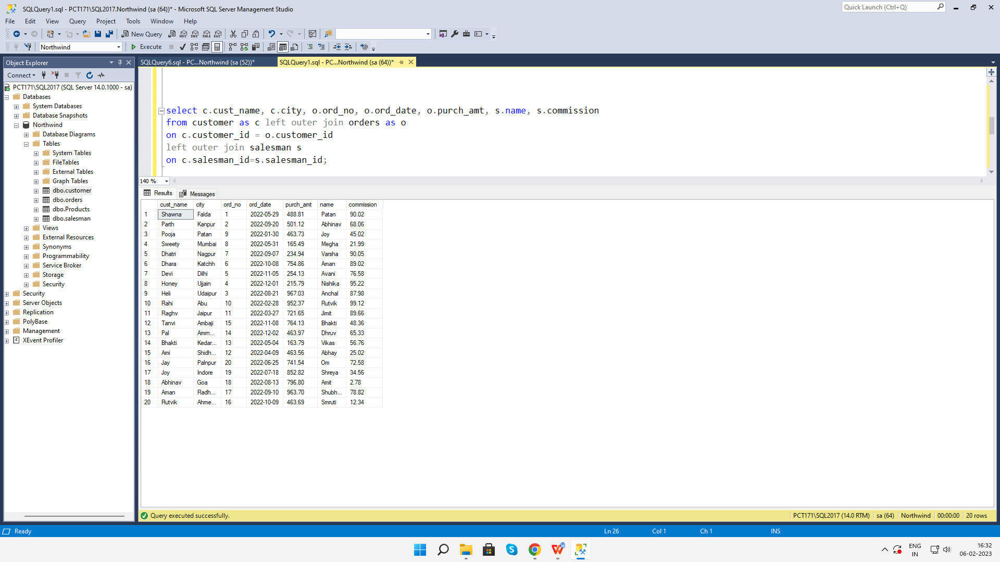 SQLQuery1.sql - PCT171\SQL2017.Northwind (sa (64))* - Microsoft SQL Server Management Studio
Quick Launch (Ctrl+Q)
File Edit View Query Project Tools Window Help
New Query
MDX DMX XMLA DAX
Northwind
Execute
Object Explorer
SQLQuery6.sql - PC...Northwind (sa (52))*
SQLQuery1.sql - PC...Northwind (sa (64))*
Connect
PCT171\SQL2017 (SQL Server 14.0.1000 - sa)
Databases
System Databases
Database Snapshots
Northwind
Database Diagrams
Tables
System Tables
FileTables
External Tables
Graph Tables
dbo.customer
dbo.orders
dbo.Products
dbo.salesman
Views
External Resources
Synonyms
Programmability
Service Broker
Storage
Security
Security
Server Objects
Replication
PolyBase
Management
XEvent Profiler
select c.cust_name, c.city, o.ord_no, o.ord_date, o.purch_amt, s.name, s.commission
from customer as c left outer join orders as o
on c.customer_id = o.customer_id
left outer join salesman s
on c.salesman_id=s.salesman_id;
140 %
Results Messages
cust_name city ord_no ord_date purch_amt name commission
1 Shawna Falda 1 2022-05-29 488.81 Patan 90.02
2 Parth Kanpur 2 2022-09-20 501.12 Abhinav 68.06
3 Pooja Patan 9 2022-01-30 463.73 Joy 45.02
4 Sweety Mumbai 8 2022-05-31 165.49 Megha 21.99
5 Dhatri Nagpur 7 2022-09-07 234.94 Varsha 90.05
6 Dhara Katchh 6 2022-10-08 754.86 Aman 89.02
7 Devi Dilhi 5 2022-11-05 254.13 Avani 76.58
8 Honey Ujjain 4 2022-12-01 215.79 Nishika 95.22
9 Heli Udaipur 3 2022-08-21 967.03 Anchal 87.98
10 Rahi Abu 10 2022-02-28 952.37 Rutvik 99.12
11 Raghv Jaipur 11 2022-03-27 721.65 Jimit 89.66
12 Tanvi Ambaji 15 2022-11-08 764.13 Bhakti 48.36
13 Pal Amm... 14 2022-12-02 463.97 Dhruv 65.33
14 Bhakti Kedar... 13 2022-05-04 163.79 Vikas 56.76
15 Ami Shidh... 12 2022-04-09 463.56 Abhay 25.02
16 Jay Palnpur 20 2022-06-25 741.54 Om 72.58
17 Joy Indore 19 2022-07-18 852.82 Shreya 34.56
18 Abhinav Goa 18 2022-08-13 796.80 Amit 2.78
19 Aman Radh... 17 2022-09-10 963.70 Shubh... 78.82
20 Rutvik Ahme... 16 2022-10-09 463.69 Smruti 12.34
Query executed successfully.
PCT171\SQL2017 (14.0 RTM) sa (64) Northwind 00:00:00 20 rows
Ready Ln 26 Col 1 Ch 1 INS
ENG
IN
16:32
06-02-2023